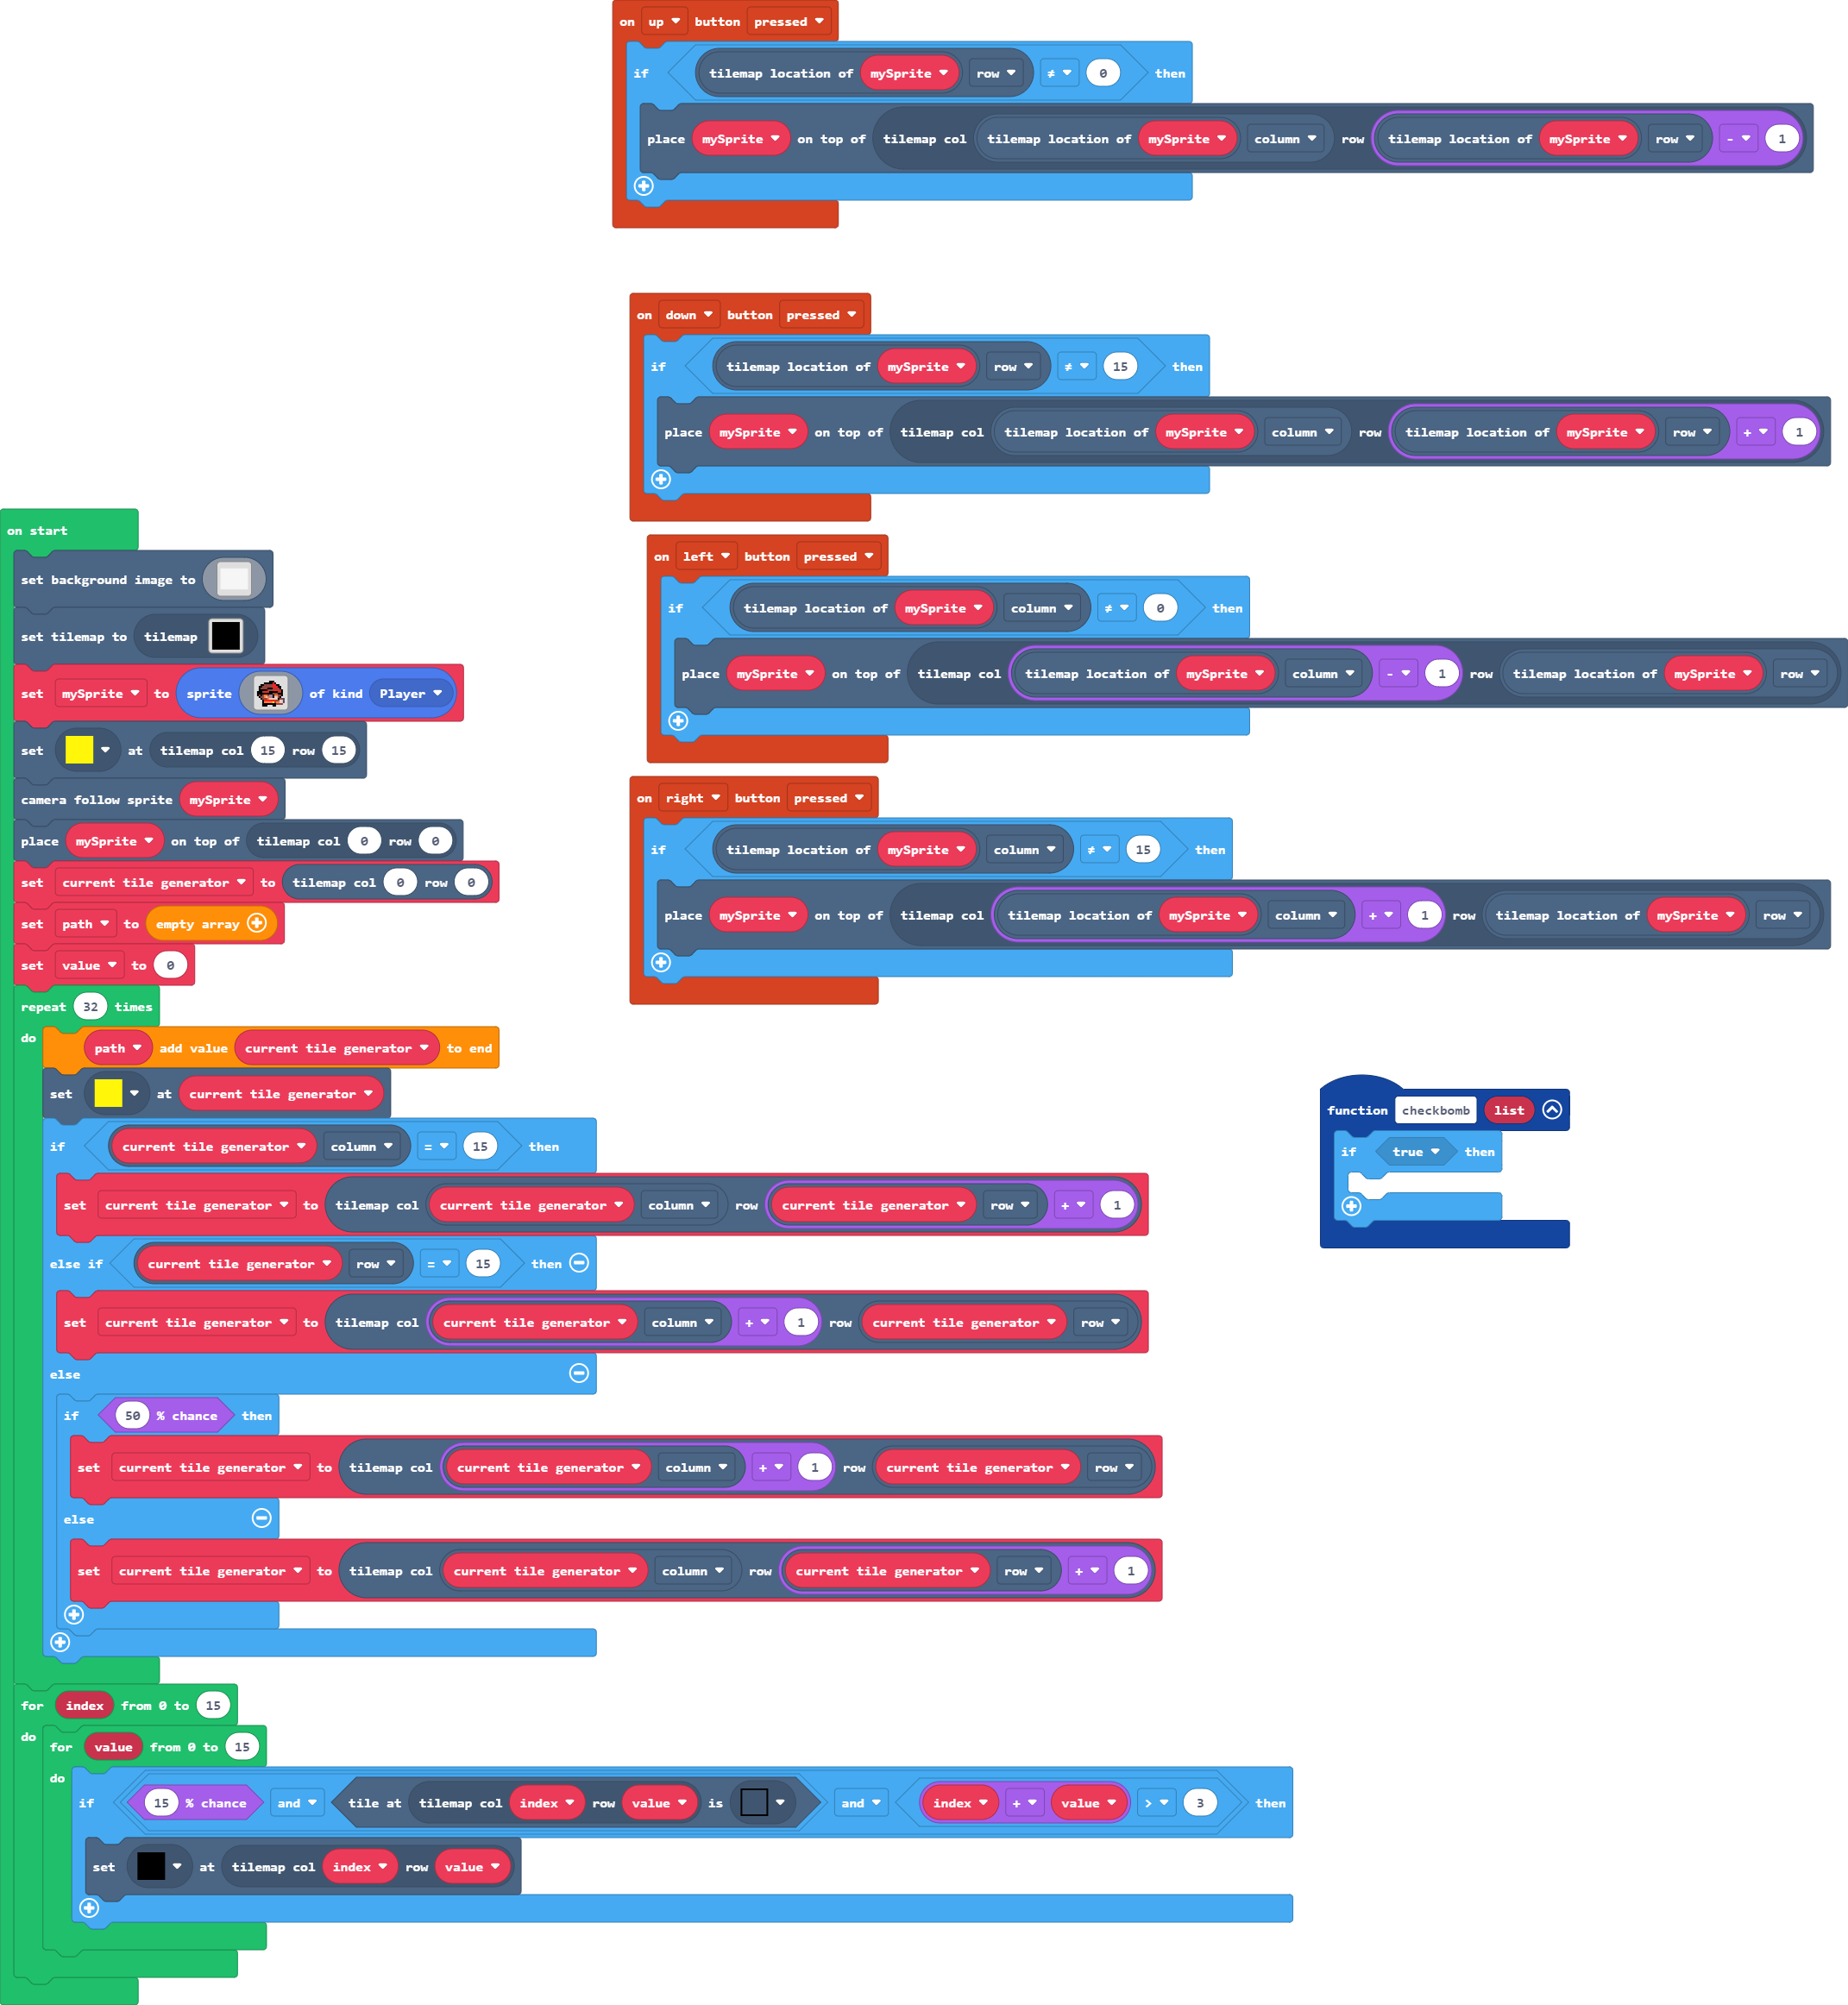 on up button pressed
if tilemap location of mySprite row ≠ 0 then
place mySprite on top of tilemap col tilemap location of mySprite column row tilemap location of mySprite row - 1
on down button pressed
if tilemap location of mySprite row ≠ 15 then
place mySprite on top of tilemap col tilemap location of mySprite column row tilemap location of mySprite row + 1
on left button pressed
if tilemap location of mySprite column ≠ 0 then
place mySprite on top of tilemap col tilemap location of mySprite column - 1 row tilemap location of mySprite row
on right button pressed
if tilemap location of mySprite column ≠ 15 then
place mySprite on top of tilemap col tilemap location of mySprite column + 1 row tilemap location of mySprite row
on start
set background image to
set tilemap to tilemap
set mySprite to sprite of kind Player
set at tilemap col 15 row 15
camera follow sprite mySprite
place mySprite on top of tilemap col 0 row 0
set current tile generator to tilemap col 0 row 0
set path to empty array
set value to 0
repeat 32 times
do
path add value current tile generator to end
set at current tile generator
if current tile generator column = 15 then
set current tile generator to tilemap col current tile generator column row current tile generator row + 1
else if current tile generator row = 15 then
set current tile generator to tilemap col current tile generator column + 1 row current tile generator row
else
if 50 % chance then
set current tile generator to tilemap col current tile generator column + 1 row current tile generator row
else
set current tile generator to tilemap col current tile generator column row current tile generator row + 1
for index from 0 to 15
do
for value from 0 to 15
do
if 15 % chance and tile at tilemap col index row value is and index + value > 3 then
set at tilemap col index row value
function checkbomb list
if true then